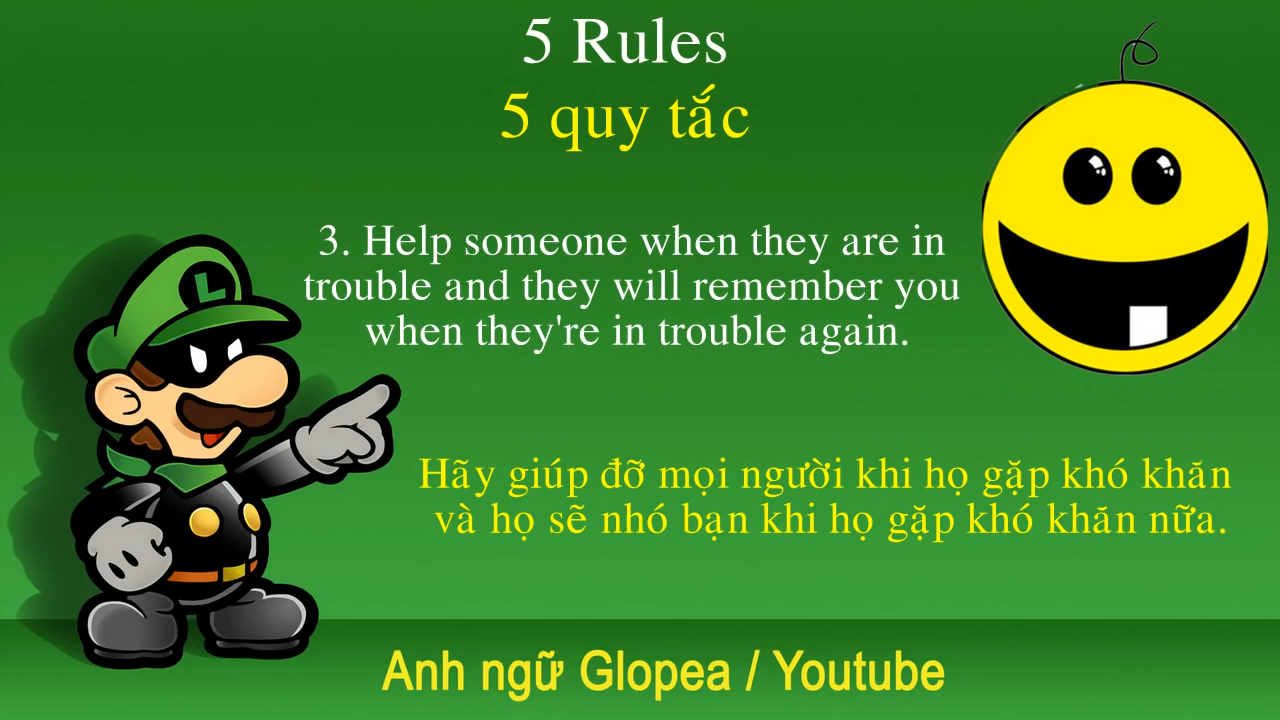 5 Rules
5 quy tắc
3. Help someone when they are in
trouble and they will remember you
when they're in trouble again.
Hãy giúp đỡ mọi người khi họ gặp khó khăn
và họ sẽ nhó bạn khi họ gặp khó khăn nữa.
L
Anh ngữ Glopea / Youtube